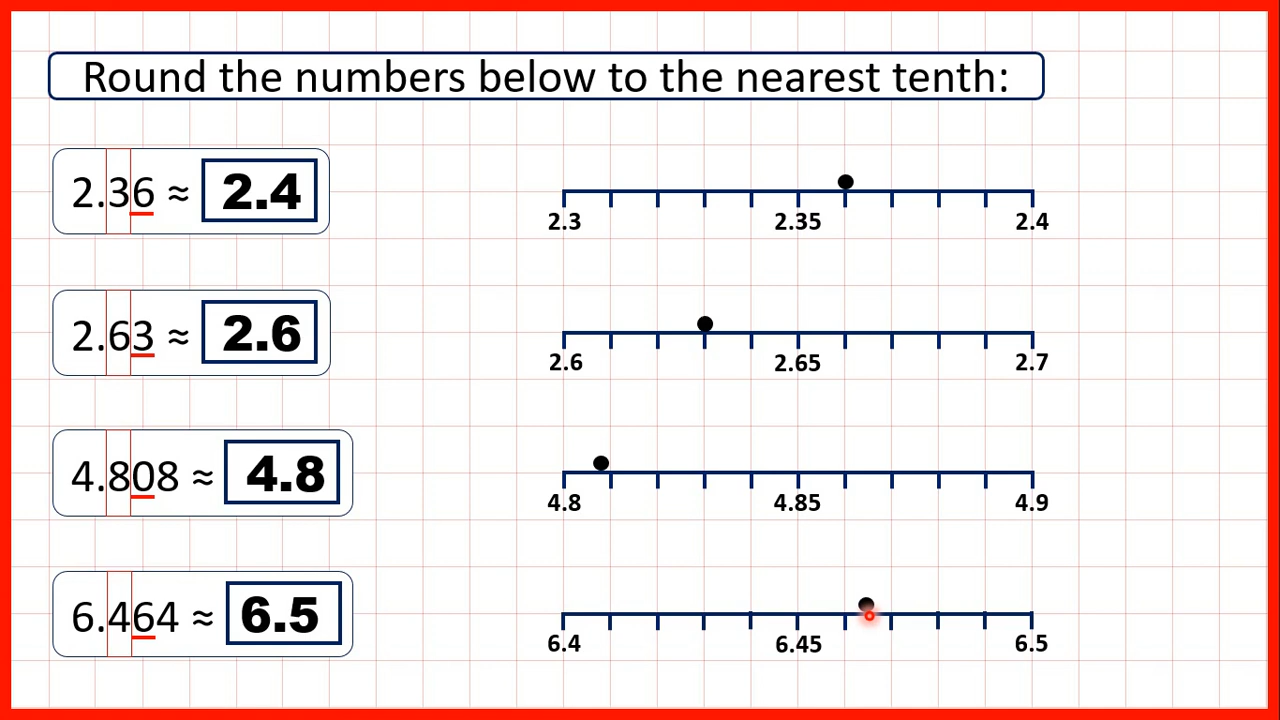 Round the numbers below to the nearest tenth:
2.36 ≈ 2.4
2.3 2.35 2.4
2.63 ≈ 2.6
2.6 2.65 2.7
4.808 ≈ 4.8
4.8 4.85 4.9
6.464 ≈ 6.5
6.4 6.45 6.5